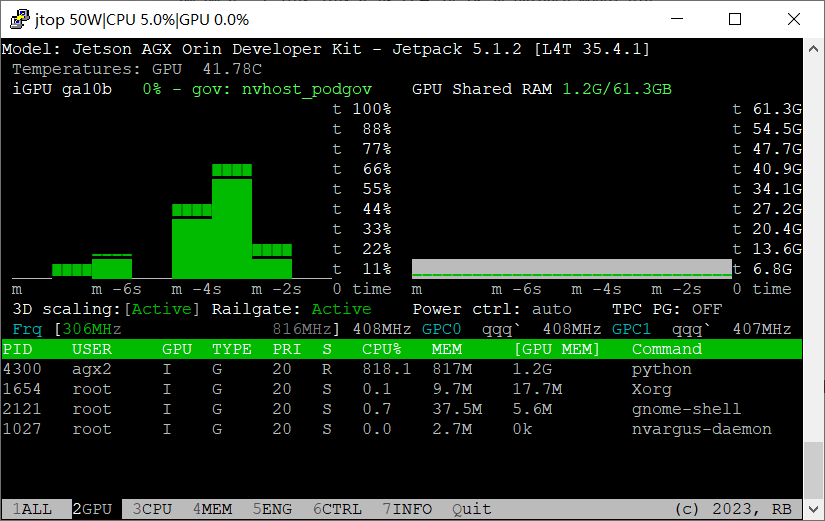 jtop 50W|CPU 5.0%|GPU 0.0%
Model: Jetson AGX Orin Developer Kit - Jetpack 5.1.2 [L4T 35.4.1]
Temperatures: GPU 41.78C
iGPU ga10b 0% - gov: nvhost_podgov GPU Shared RAM 1.2G/61.3GB
t 100% t 61.3G
t 88% t 54.5G
t 77% t 47.7G
t 66% t 40.9G
t 55% t 34.1G
t 44% t 27.2G
t 33% t 20.4G
t 22% t 13.6G
t 11% t 6.8G
m m -6s m -4s m -2s 0 time m m -6s m -4s m -2s 0 time
3D scaling:[Active] Railgate: Active Power ctrl: auto TPC PG: OFF
Frq [306MHz 816MHz] 408MHz GPC0 qqq` 408MHz GPC1 qqq` 407MHz
PID USER GPU TYPE PRI S CPU% MEM [GPU MEM] Command
4300 agx2 I G 20 R 818.1 817M 1.2G python
1654 root I G 20 S 0.1 9.7M 17.7M Xorg
2121 root I G 20 S 0.7 37.5M 5.6M gnome-shell
1027 root I G 20 S 0.0 2.7M 0k nvargus-daemon
1ALL 2GPU 3CPU 4MEM 5ENG 6CTRL 7INFO Quit (c) 2023, RB